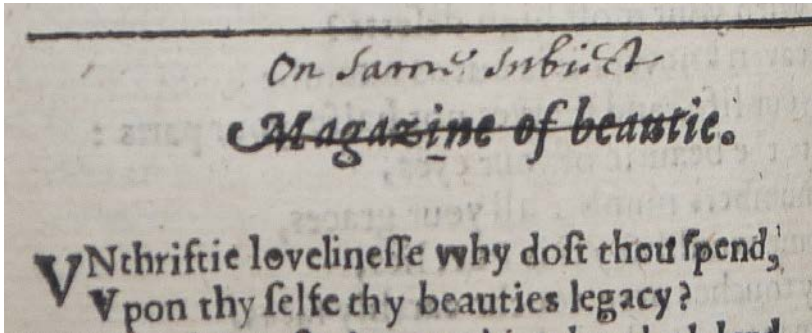 On Same Subiect
Magazine of beautie.
VNthriftie lovelinesse why dost thou spend,
Vpon thy selfe thy beauties legacy?